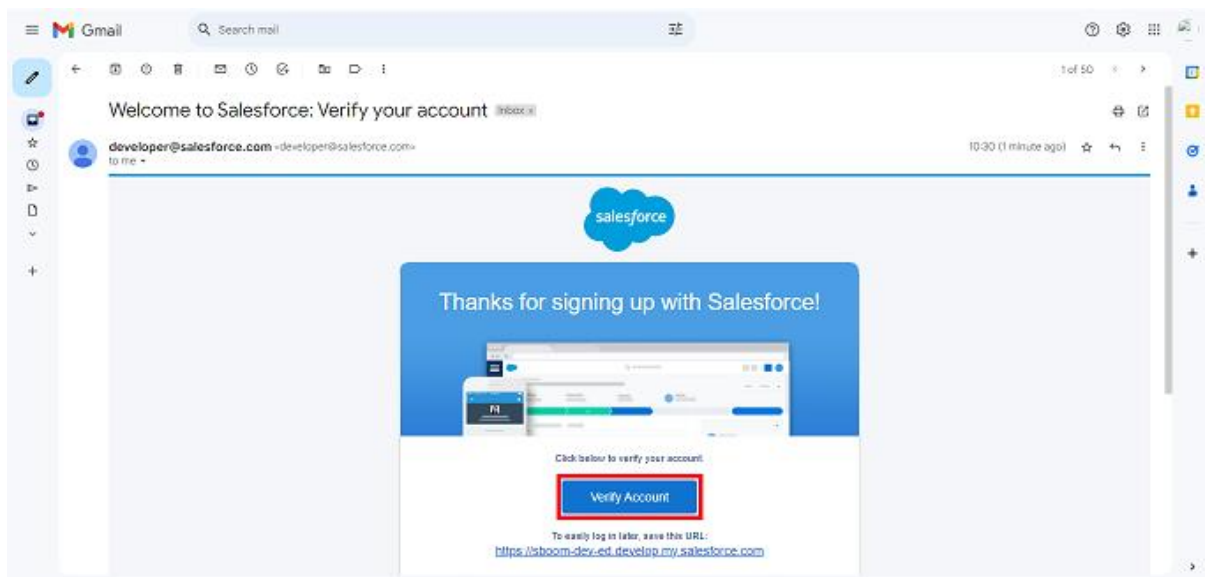 Gmail
Search mail
1 of 50
Welcome to Salesforce: Verify your account Inbox x
developer@salesforce.com <developer@salesforce.com>
10:30 (1 minute ago)
to me
salesforce
Thanks for signing up with Salesforce!
Click below to verify your account.
Verify Account
To easily log in later, save this URL:
https://sboom-dev-ed.develop.my.salesforce.com